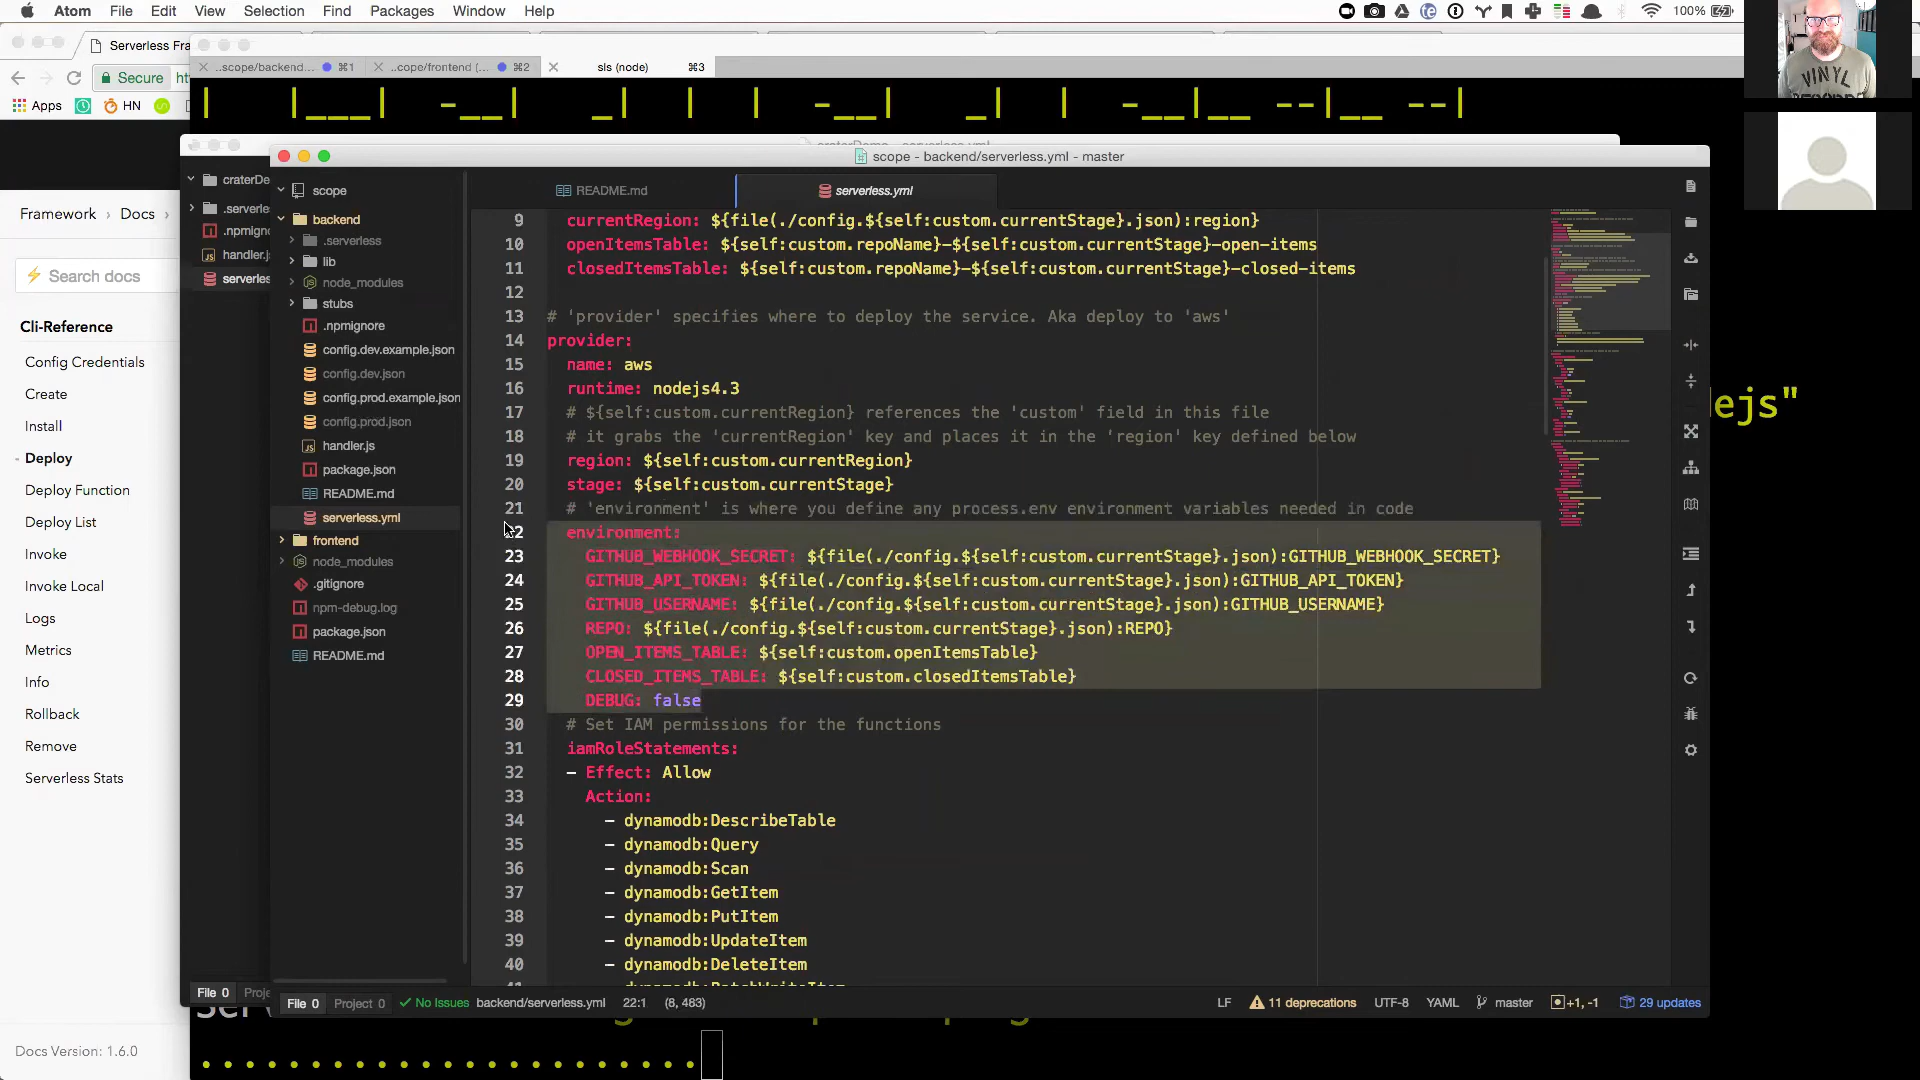 Atom File Edit View Selection Find Packages Window Help 100%
Serverless Fra
..scope/backend... ⌘1 ..cope/frontend (... ⌘2 sls (node) ⌘3
Secure
Apps HN
VINYL
scope - backend/serverless.yml - master
README.md serverless.yml
Framework › Docs ›
Search docs
Cli-Reference
Config Credentials
Create
Install
- Deploy
Deploy Function
Deploy List
Invoke
Invoke Local
Logs
Metrics
Info
Rollback
Remove
Serverless Stats
Docs Version: 1.6.0
craterDe
.serverle
.npmigno
handler.j
serverles
scope
backend
.serverless
lib
node_modules
stubs
.npmignore
config.dev.example.json
config.dev.json
config.prod.example.json
config.prod.json
handler.js
package.json
README.md
serverless.yml
frontend
node_modules
.gitignore
npm-debug.log
package.json
README.md
9 currentRegion: ${file(./config.${self:custom.currentStage}.json):region}
10 openItemsTable: ${self:custom.repoName}-${self:custom.currentStage}-open-items
11 closedItemsTable: ${self:custom.repoName}-${self:custom.currentStage}-closed-items
12
13 # 'provider' specifies where to deploy the service. Aka deploy to 'aws'
14 provider:
15 name: aws
16 runtime: nodejs4.3
17 # ${self:custom.currentRegion} references the 'custom' field in this file
18 # it grabs the 'currentRegion' key and places it in the 'region' key defined below
19 region: ${self:custom.currentRegion}
20 stage: ${self:custom.currentStage}
21 # 'environment' is where you define any process.env environment variables needed in code
22 environment:
23 GITHUB_WEBHOOK_SECRET: ${file(./config.${self:custom.currentStage}.json):GITHUB_WEBHOOK_SECRET}
24 GITHUB_API_TOKEN: ${file(./config.${self:custom.currentStage}.json):GITHUB_API_TOKEN}
25 GITHUB_USERNAME: ${file(./config.${self:custom.currentStage}.json):GITHUB_USERNAME}
26 REPO: ${file(./config.${self:custom.currentStage}.json):REPO}
27 OPEN_ITEMS_TABLE: ${self:custom.openItemsTable}
28 CLOSED_ITEMS_TABLE: ${self:custom.closedItemsTable}
29 DEBUG: false
30 # Set IAM permissions for the functions
31 iamRoleStatements:
32 - Effect: Allow
33 Action:
34 - dynamodb:DescribeTable
35 - dynamodb:Query
36 - dynamodb:Scan
37 - dynamodb:GetItem
38 - dynamodb:PutItem
39 - dynamodb:UpdateItem
40 - dynamodb:DeleteItem
ejs"
File 0 Proje
File 0 Project 0 No Issues backend/serverless.yml 22:1 (8, 483) LF 11 deprecations UTF-8 YAML master +1, -1 29 updates